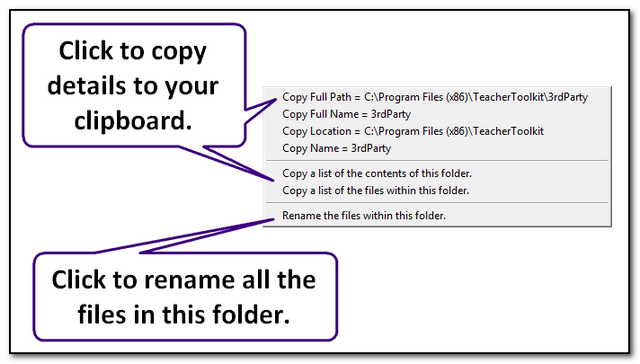 Click to copy
details to your
clipboard.
Copy Full Path = C:\Program Files (x86)\TeacherToolkit\3rdParty
Copy Full Name = 3rdParty
Copy Location = C:\Program Files (x86)\TeacherToolkit
Copy Name = 3rdParty
Copy a list of the contents of this folder.
Copy a list of the files within this folder.
Rename the files within this folder.
Click to rename all the
files in this folder.